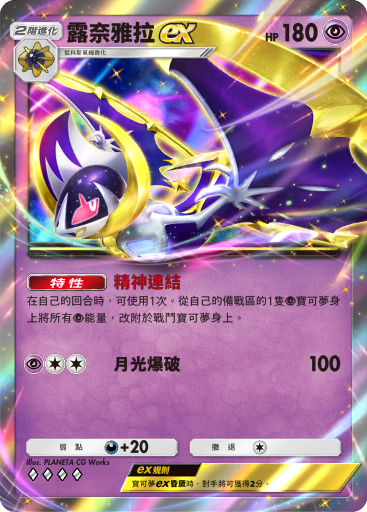 2階進化 露奈雅拉ex HP 180
從科斯莫姆進化
特性 精神連結
在自己的回合時，可使用1次。從自己的備戰區的1隻寶可夢身
上將所有能量，改附於戰鬥寶可夢身上。
月光爆破 100
弱點 +20 撤退
Illus. PLANETA CG Works
ex規則
寶可夢ex昏厥時，對手將可獲得2分。